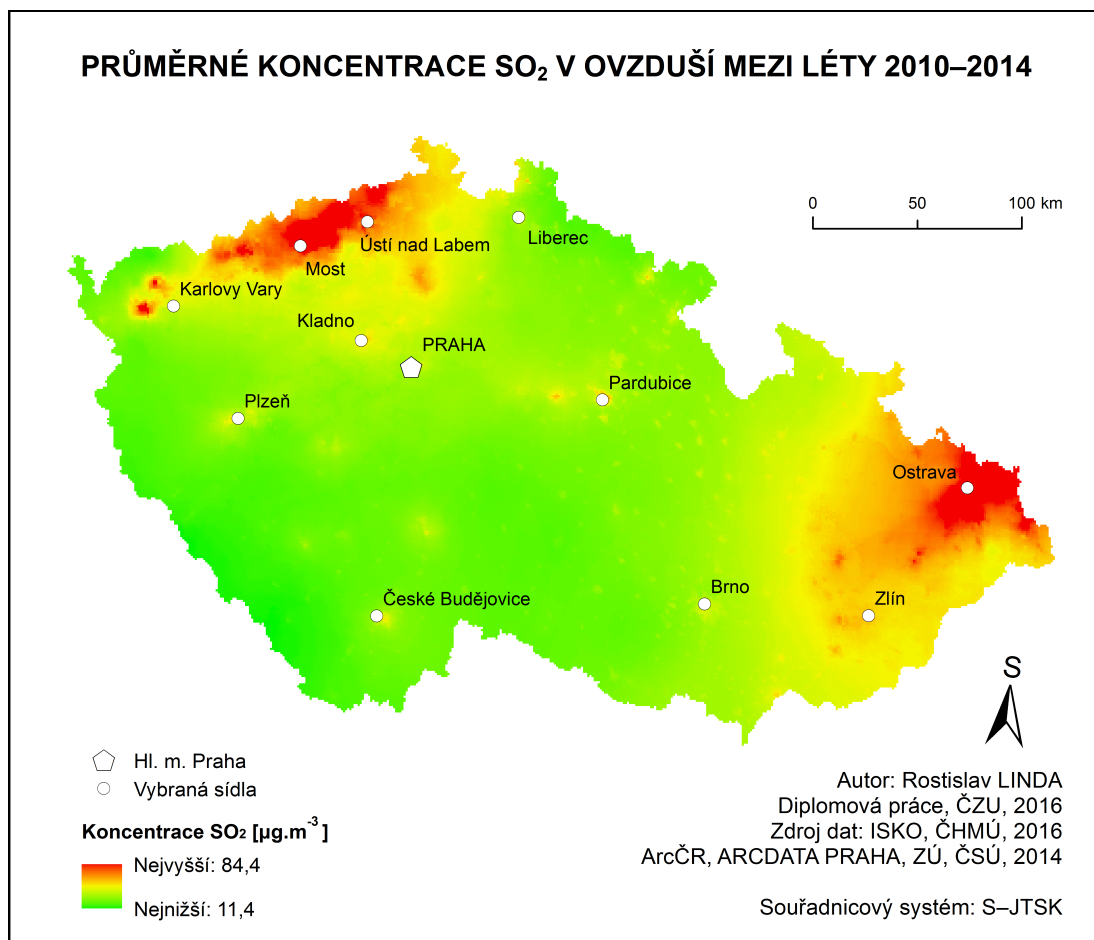 PRŮMĚRNÉ KONCENTRACE SO₂ V OVZDUŠÍ MEZI LÉTY 2010–2014
0 50 100 km
Liberec
Ústí nad Labem
Most
Karlovy Vary
Kladno
PRAHA
Pardubice
Plzeň
Ostrava
Brno
České Budějovice
Zlín
S
Hl. m. Praha
Vybraná sídla
Koncentrace SO₂ [µg.m⁻³ ]
Nejvyšší: 84,4
Nejnižší: 11,4
Autor: Rostislav LINDA
Diplomová práce, ČZU, 2016
Zdroj dat: ISKO, ČHMÚ, 2016
ArcČR, ARCDATA PRAHA, ZÚ, ČSÚ, 2014
Souřadnicový systém: S–JTSK